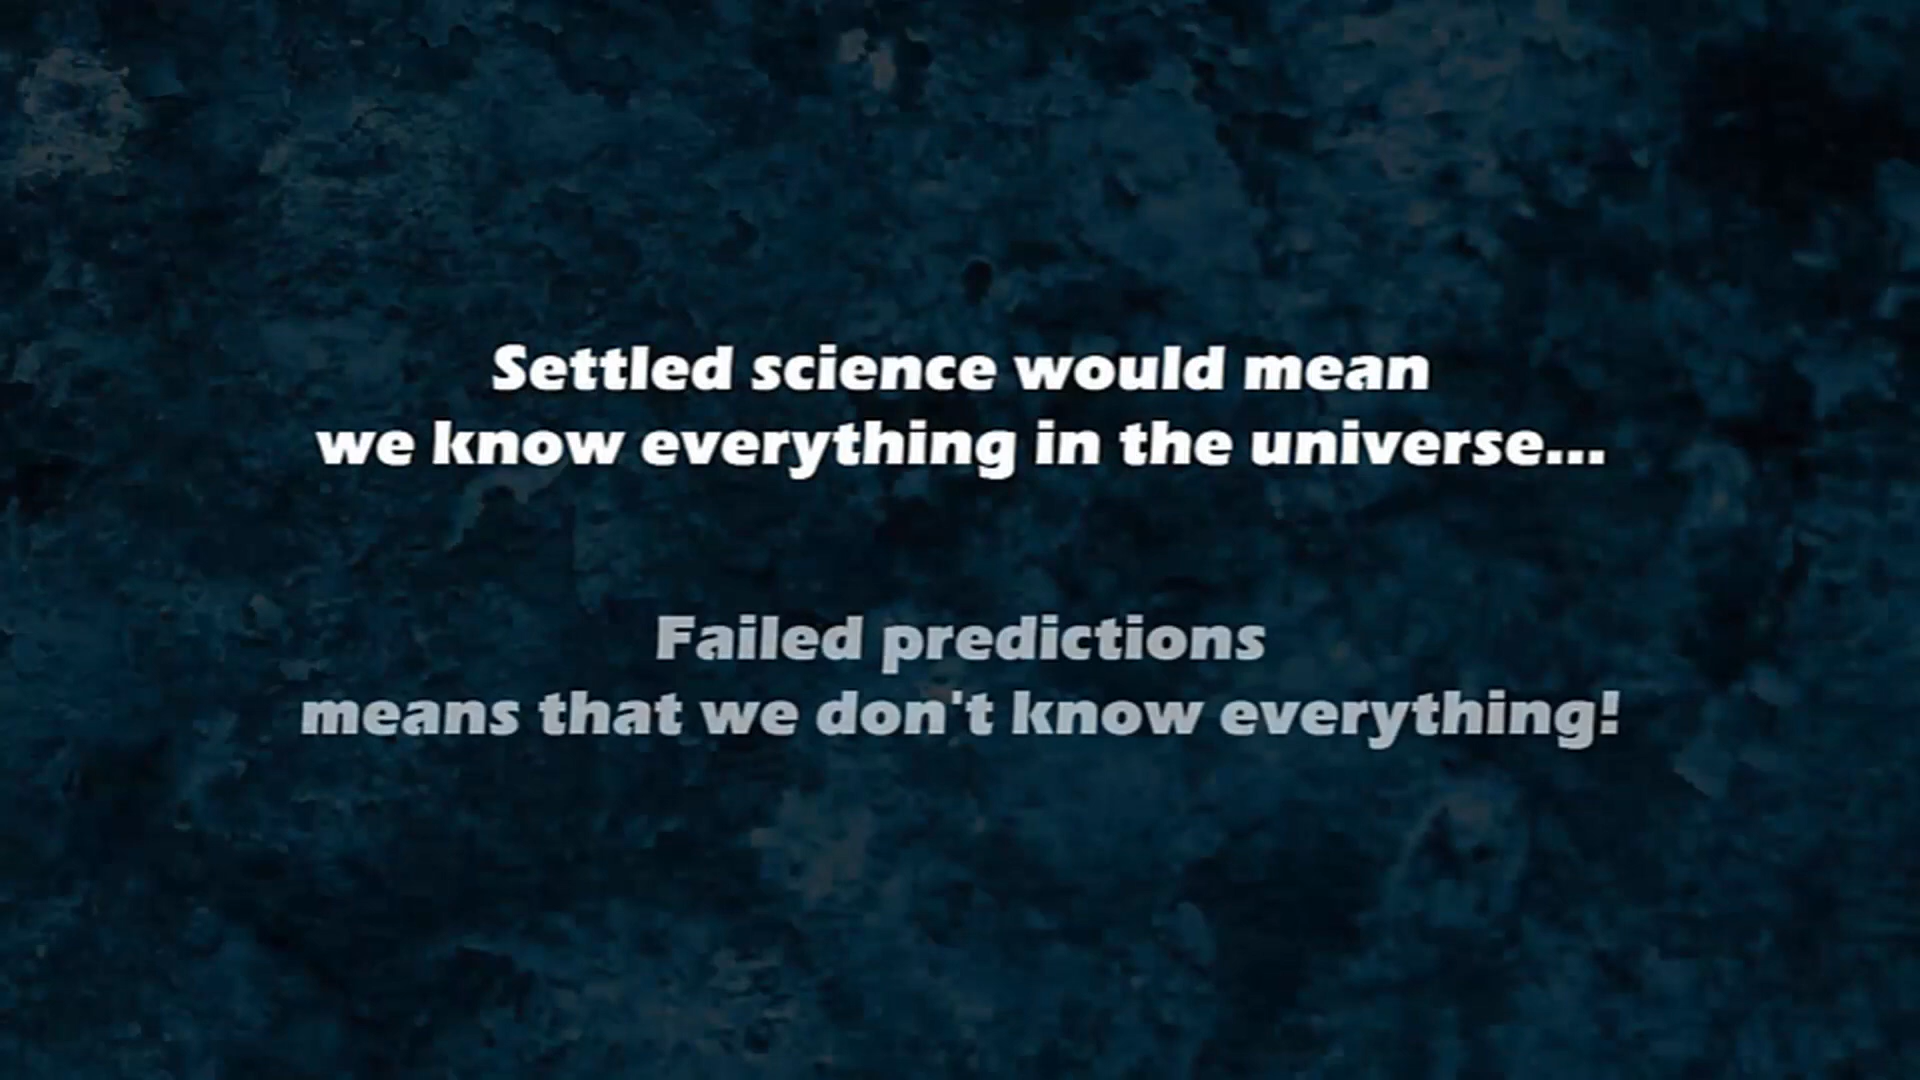 Settled science would mean
we know everything in the universe...
Failed predictions
means that we don't know everything!